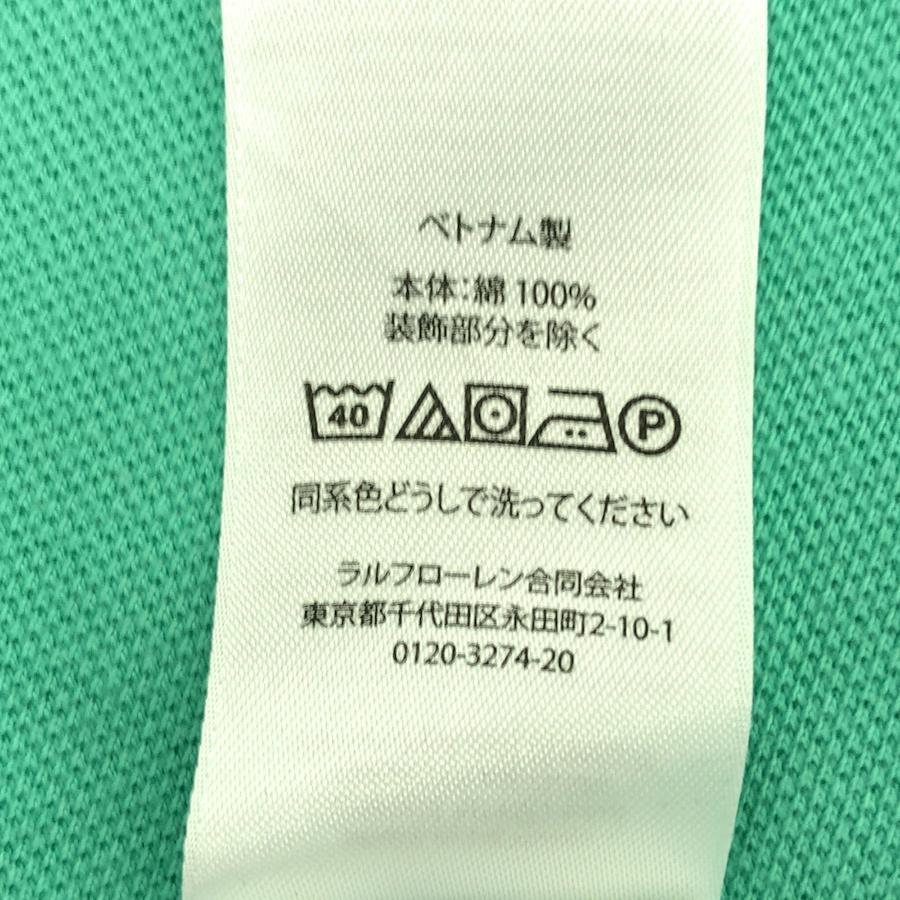 ベトナム製
本体:綿 100%
装飾部分を除く
40 P
同系色どうしで洗ってください
ラルフローレン合同会社
東京都千代田区永田町2-10-1
0120-3274-20